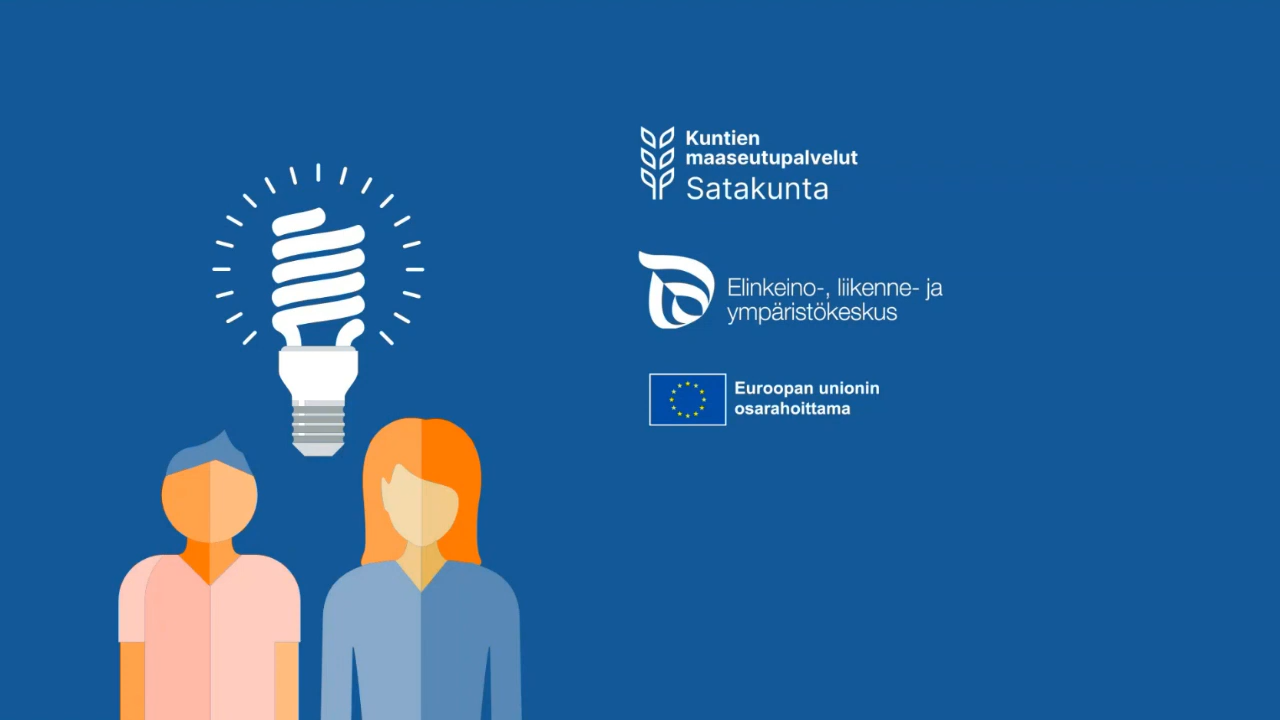 Kuntien
maaseutupalvelut
Satakunta
Elinkeino-, liikenne- ja
ympäristökeskus
Euroopan unionin
osarahoittama